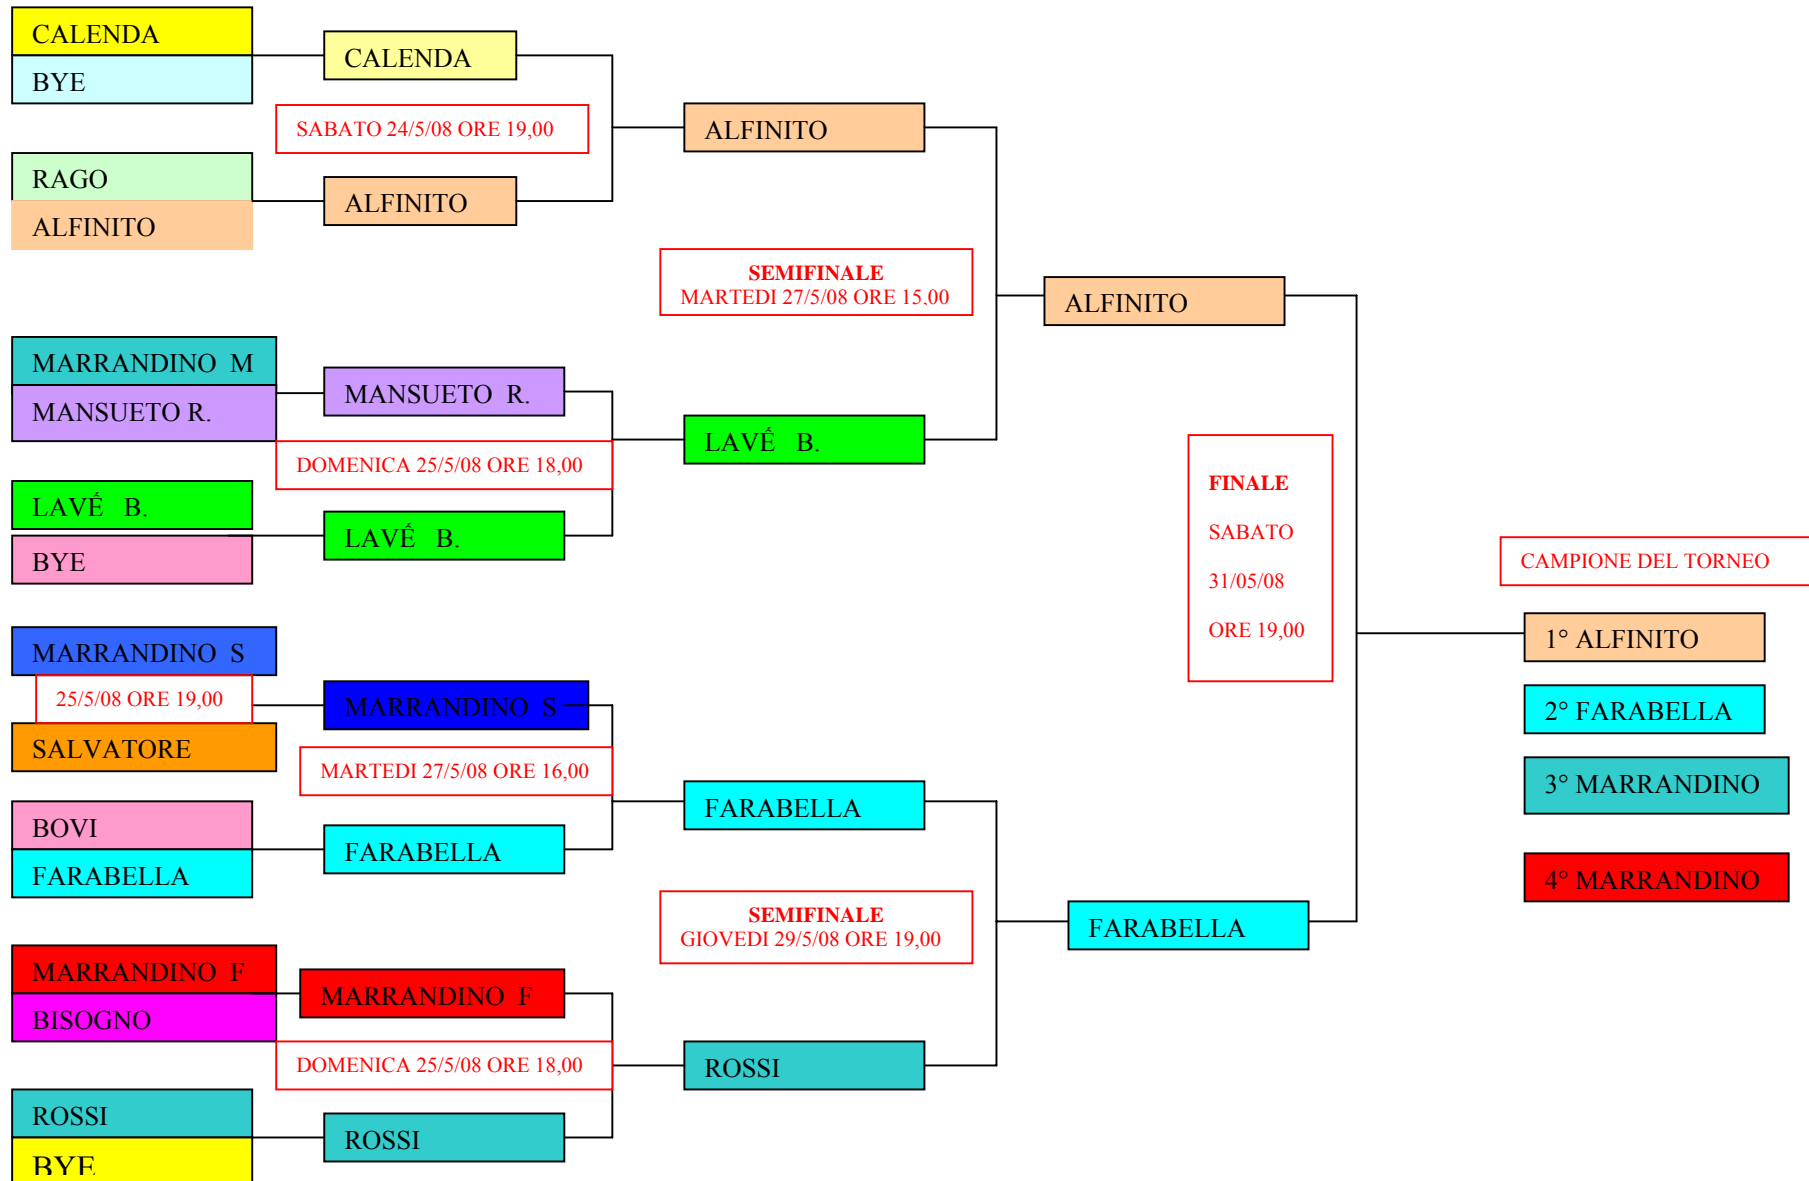 CALENDA
BYE
RAGO
ALFINITO
MARRANDINO M
MANSUETO R.
LAVÉ B.
BYE
MARRANDINO S
25/5/08 ORE 19,00
SALVATORE
BOVI
FARABELLA
MARRANDINO F
BISOGNO
ROSSI
BYE
CALENDA
SABATO 24/5/08 ORE 19,00
ALFINITO
MANSUETO R.
DOMENICA 25/5/08 ORE 18,00
LAVÉ B.
MARRANDINO S
MARTEDI 27/5/08 ORE 16,00
FARABELLA
MARRANDINO F
DOMENICA 25/5/08 ORE 18,00
ROSSI
ALFINITO
SEMIFINALE
MARTEDI 27/5/08 ORE 15,00
LAVÉ B.
FARABELLA
SEMIFINALE
GIOVEDI 29/5/08 ORE 19,00
ROSSI
ALFINITO
FARABELLA
FINALE
SABATO
31/05/08
ORE 19,00
CAMPIONE DEL TORNEO
1° ALFINITO
2° FARABELLA
3° MARRANDINO
4° MARRANDINO